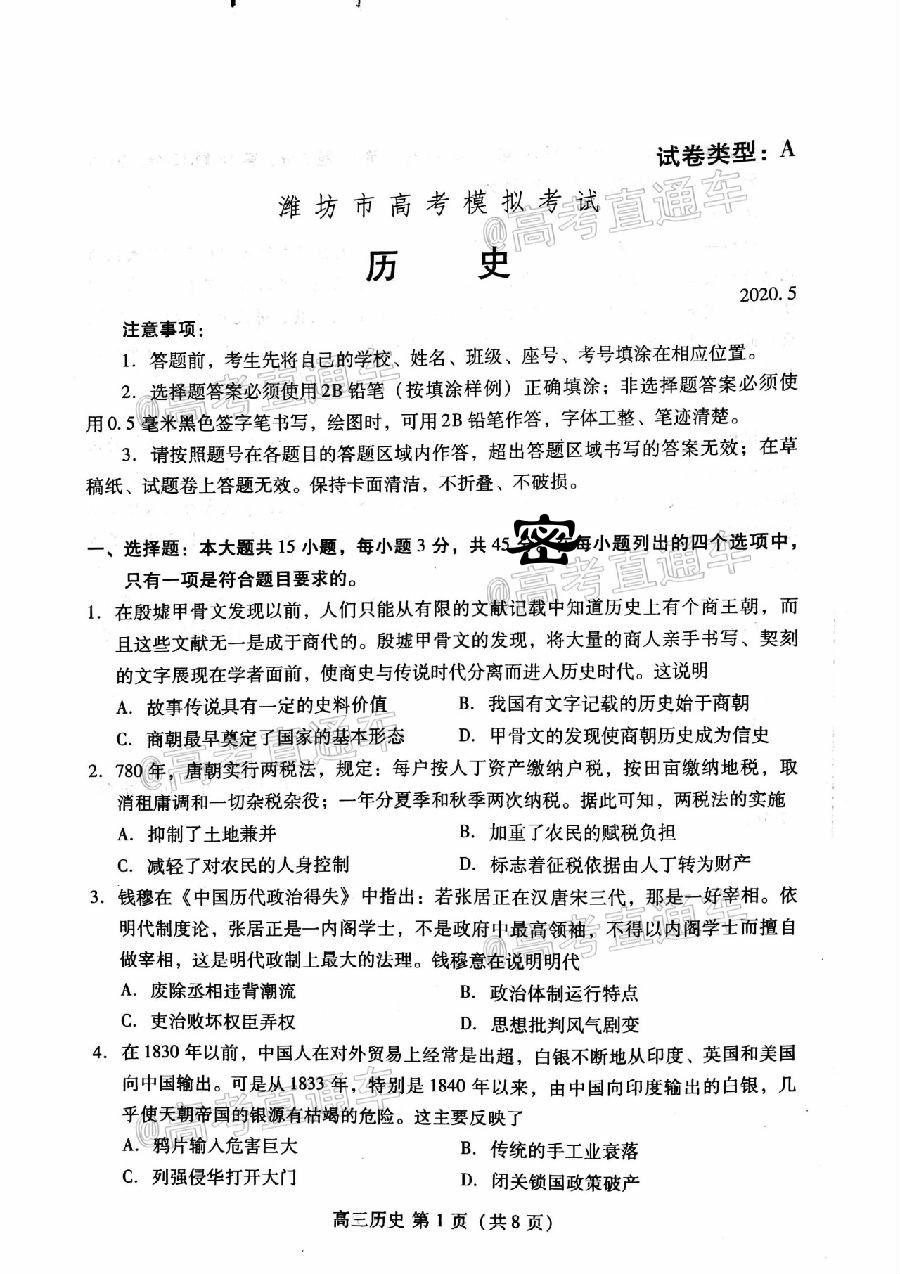 试卷类型：A
潍坊市高考模拟考试
历 史
2020.5
注意事项：
1．答题前，考生先将自己的学校、姓名、班级、座号、考号填涂在相应位置。
2．选择题答案必须使用2B铅笔（按填涂样例）正确填涂；非选择题答案必须使
用0.5毫米黑色签字笔书写，绘图时，可用2B铅笔作答，字体工整、笔迹清楚。
3．请按照题号在各题目的答题区域内作答，超出答题区域书写的答案无效；在草
稿纸、试题卷上答题无效。保持卡面清洁，不折叠、不破损。
密
一、选择题：本大题共15小题，每小题3分，共45分。在每小题列出的四个选项中，
只有一项是符合题目要求的。
1．在殷墟甲骨文发现以前，人们只能从有限的文献记载中知道历史上有个商王朝，而
且这些文献无一是成于商代的。殷墟甲骨文的发现，将大量的商人亲手书写、契刻
的文字展现在学者面前，使商史与传说时代分离而进入历史时代。这说明
A．故事传说具有一定的史料价值 B．我国有文字记载的历史始于商朝
C．商朝最早奠定了国家的基本形态 D．甲骨文的发现使商朝历史成为信史
2．780年，唐朝实行两税法，规定：每户按人丁资产缴纳户税，按田亩缴纳地税，取
消租庸调和一切杂税杂役；一年分夏季和秋季两次纳税。据此可知，两税法的实施
A．抑制了土地兼并 B．加重了农民的赋税负担
C．减轻了对农民的人身控制 D．标志着征税依据由人丁转为财产
3．钱穆在《中国历代政治得失》中指出：若张居正在汉唐宋三代，那是一好宰相。依
明代制度论，张居正是一内阁学士，不是政府中最高领袖，不得以内阁学士而擅自
做宰相，这是明代政制上最大的法理。钱穆意在说明明代
A．废除丞相违背潮流 B．政治体制运行特点
C．吏治败坏权臣弄权 D．思想批判风气剧变
4．在1830年以前，中国人在对外贸易上经常是出超，白银不断地从印度、英国和美国
向中国输出。可是从1833年，特别是1840年以来，由中国向印度输出的白银，几
乎使天朝帝国的银源有枯竭的危险。这主要反映了
A．鸦片输入危害巨大 B．传统的手工业衰落
C．列强侵华打开大门 D．闭关锁国政策破产
高三历史 第1页（共8页）
@高考直通车
@高考直通车
@高考直通车
@高考直通车
@高考直通车
@高考直通车